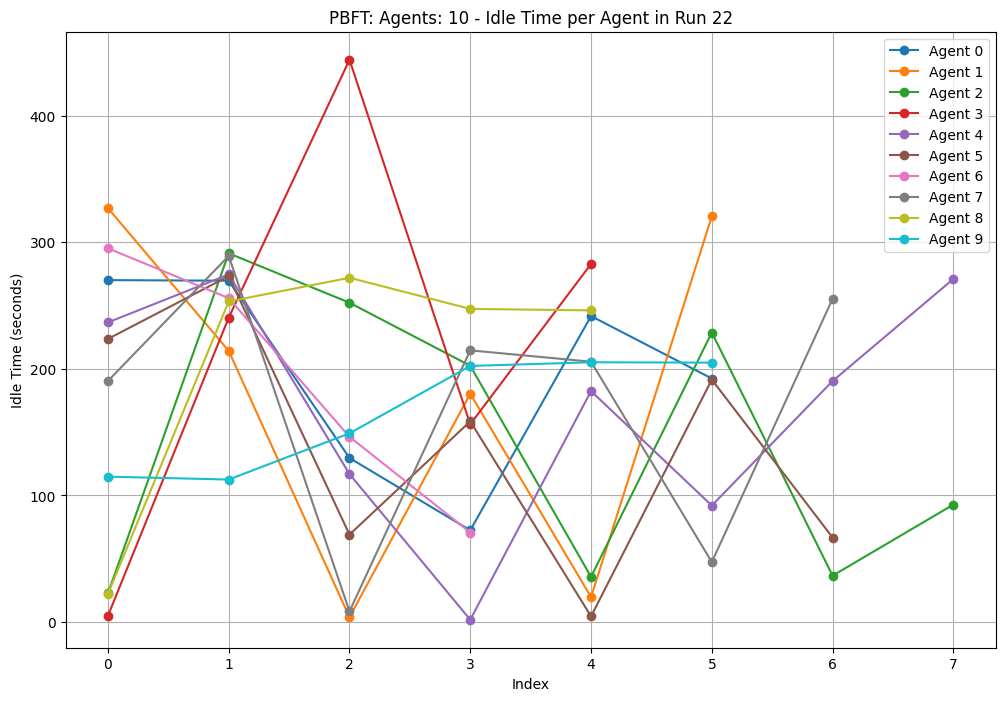 PBFT: Agents: 10 - Idle Time per Agent in Run 22
Agent 0
Agent 1
Agent 2
Agent 3
Agent 4
Agent 5
Agent 6
Agent 7
Agent 8
Agent 9
Idle Time (seconds)
400
300
200
100
0
0 1 2 3 4 5 6 7
Index